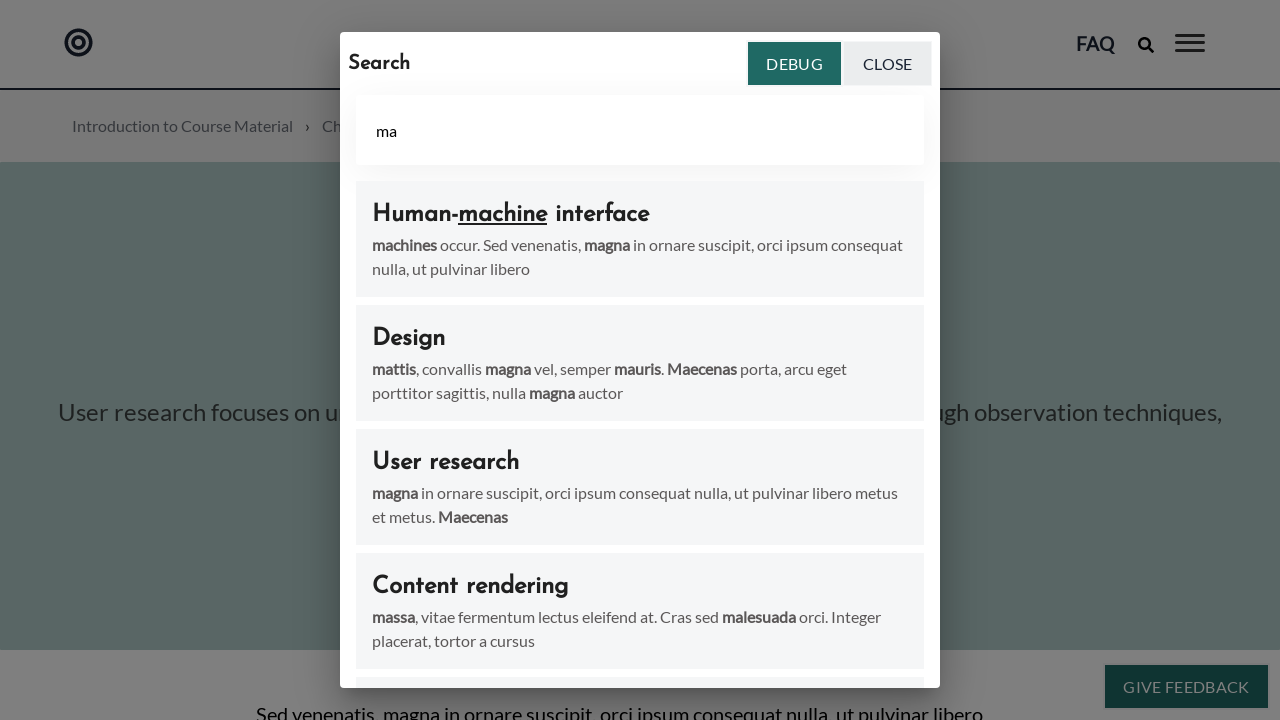 FAQ
Introduction to Course Material › Ch
Search
DEBUG
CLOSE
ma
Human-machine interface
machines occur. Sed venenatis, magna in ornare suscipit, orci ipsum consequat
nulla, ut pulvinar libero
Design
mattis, convallis magna vel, semper mauris. Maecenas porta, arcu eget
porttitor sagittis, nulla magna auctor
User research
magna in ornare suscipit, orci ipsum consequat nulla, ut pulvinar libero metus
et metus. Maecenas
Content rendering
massa, vitae fermentum lectus eleifend at. Cras sed malesuada orci. Integer
placerat, tortor a cursus
User research focuses on u
gh observation techniques,
GIVE FEEDBACK
Sed venenatis, magna in ornare suscipit, orci ipsum consequat nulla, ut pulvinar libero